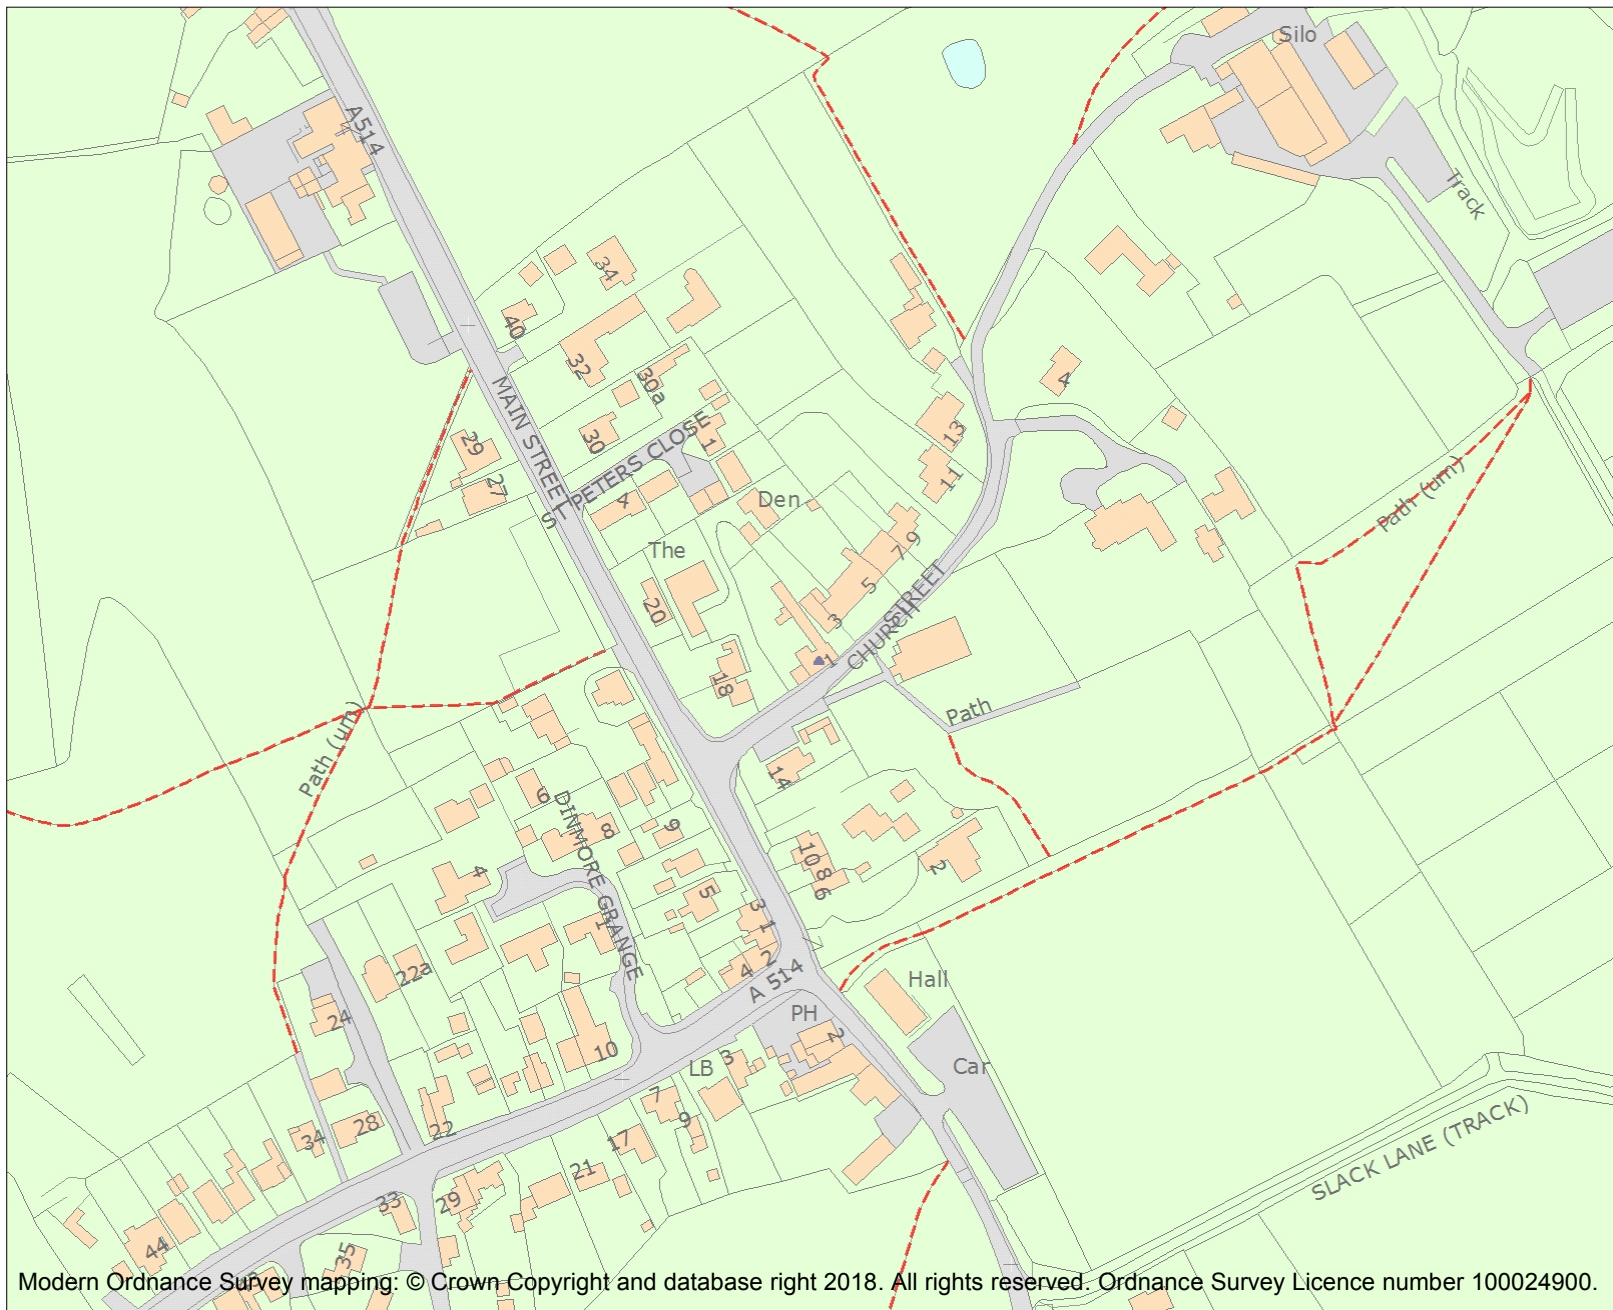 Silo
A514
Track
34
40
32
30a
4
MAIN STREET
30
1
29
ST PETERS CLOSE
13
27
11
4
Den
Path (um)
The
7 9
5
20
3
CHURCH STREET
1
18
Path
Path (um)
14
6
DINMORE GRANGE
8
9
10 8 6
2
4
5
3 1
1
22a
4 2
A 514
Hall
24
PH
2
10
LB
3
Car
7
9
28
22
34
17
SLACK LANE (TRACK)
21
33
29
44
35
Modern Ordnance Survey mapping: © Crown Copyright and database right 2018. All rights reserved. Ordnance Survey Licence number 100024900.